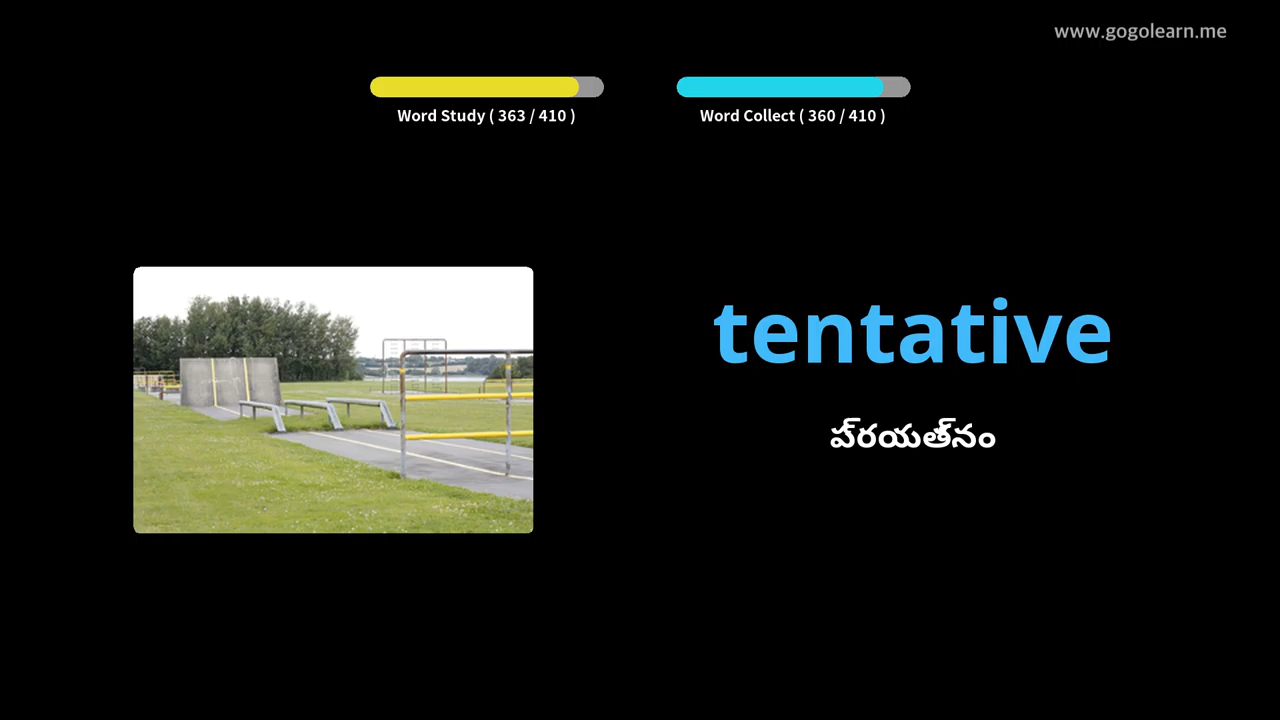 www.gogolearn.me
Word Study ( 363 / 410 )
Word Collect ( 360 / 410 )
tentative
ప్రయత్నం